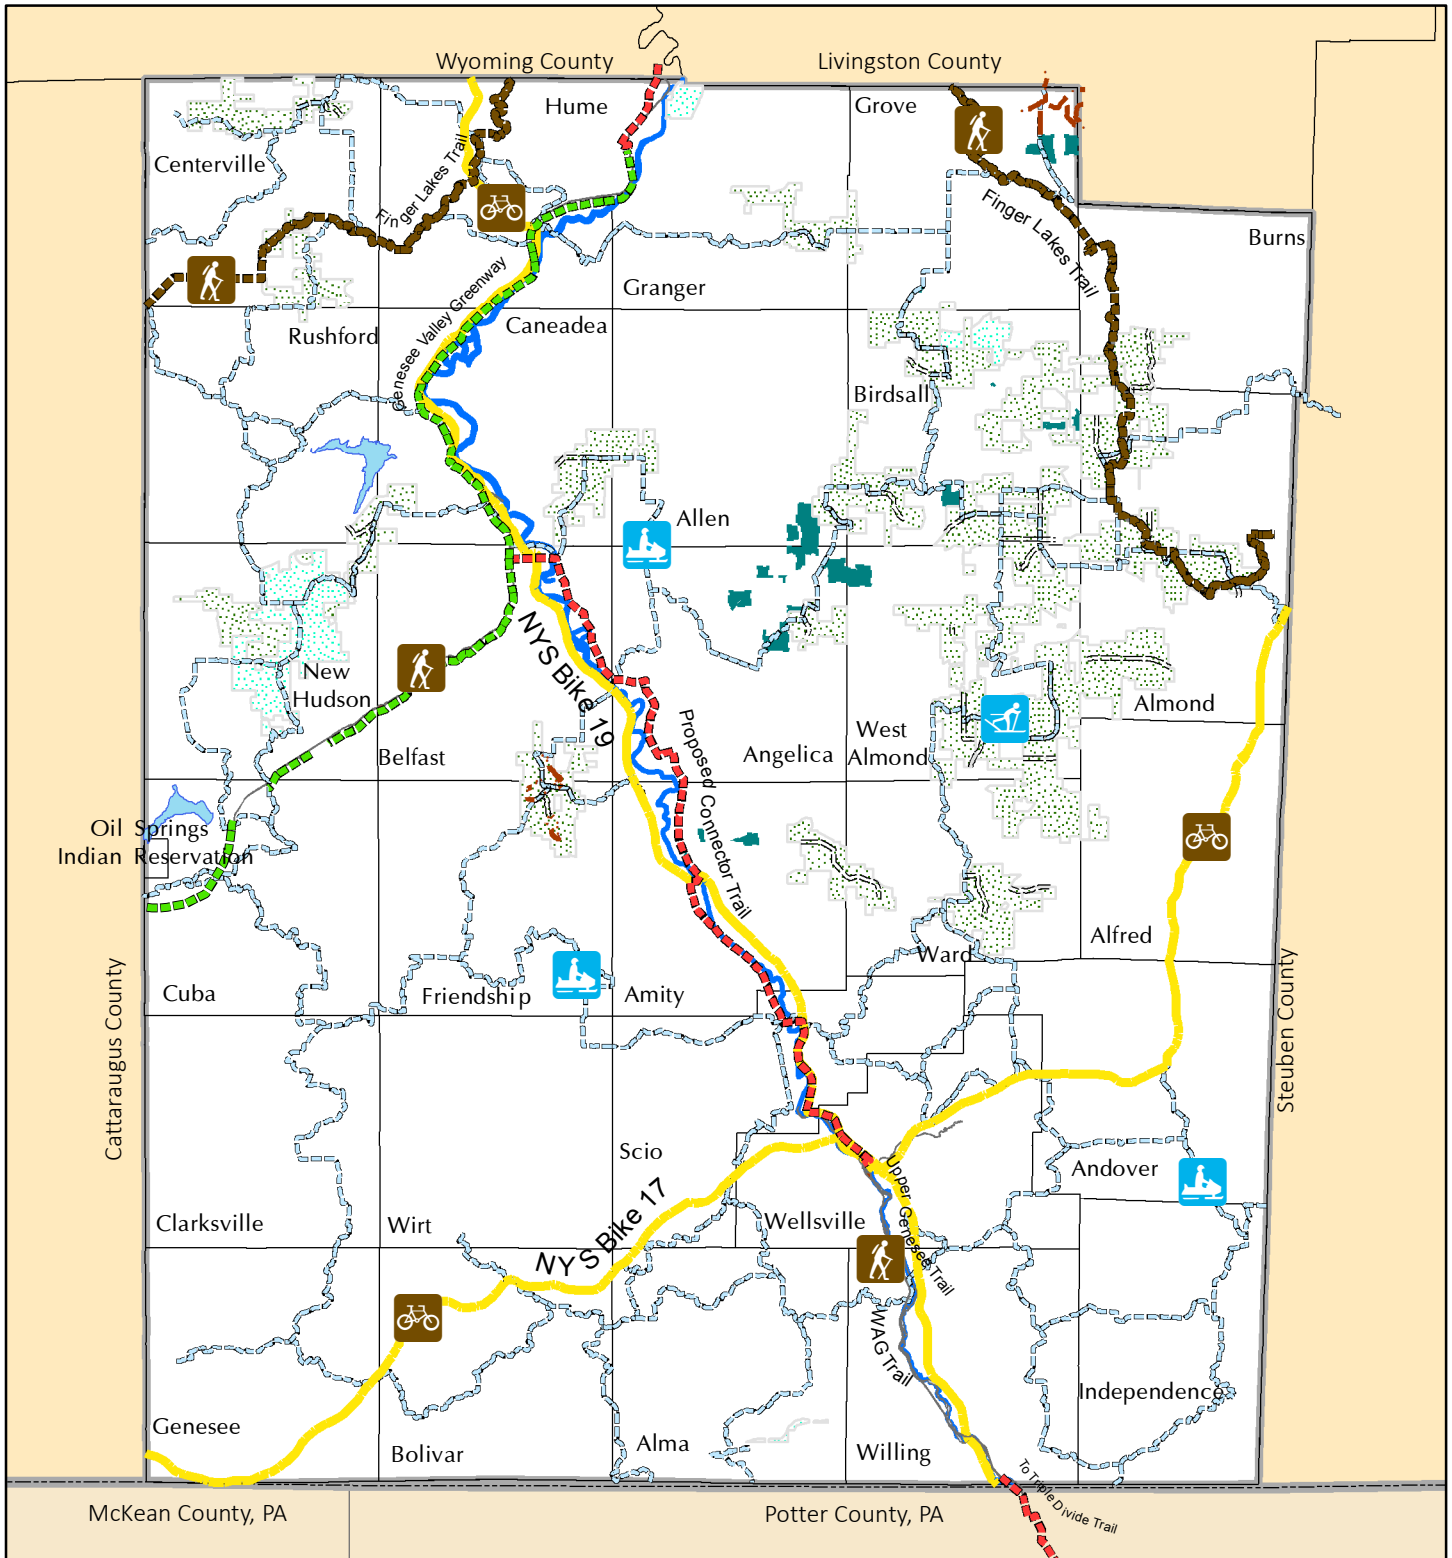 Wyoming County
Livingston County
Hume
Grove
Centerville
Finger Lakes Trail
Finger Lakes Trail
Burns
Genesee Valley Greenway
Granger
Rushford
Caneadea
Birdsall
Allen
New
Hudson
NYS Bike 19
Almond
West
Almond
Belfast
Angelica
Proposed Connector Trail
Oil Springs
Indian Reservation
Alfred
Ward
Cuba
Friendship
Amity
Cattaraugus County
Steuben County
Scio
Andover
Upper Genesee Trail
Clarksville
Wirt
Wellsville
NYS Bike 17
WAG Trail
Independence
Genesee
Bolivar
Alma
Willing
To Triple Divide Trail
McKean County, PA
Potter County, PA